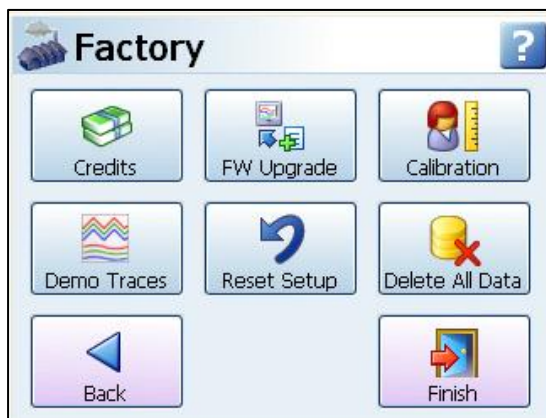 Factory
?
Credits
FW Upgrade
Calibration
Demo Traces
Reset Setup
Delete All Data
Back
Finish